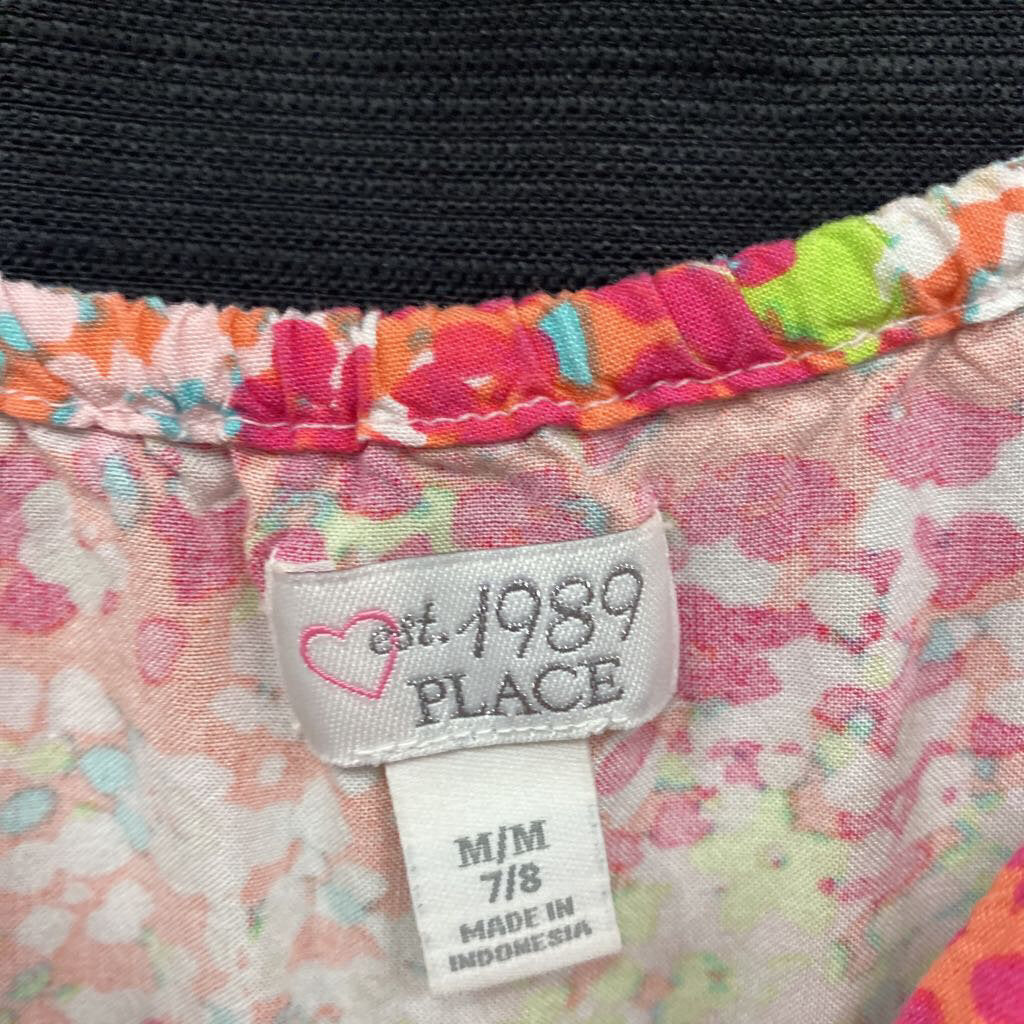 est. 1989
PLACE
M/M
7/8
MADE IN
INDONESIA